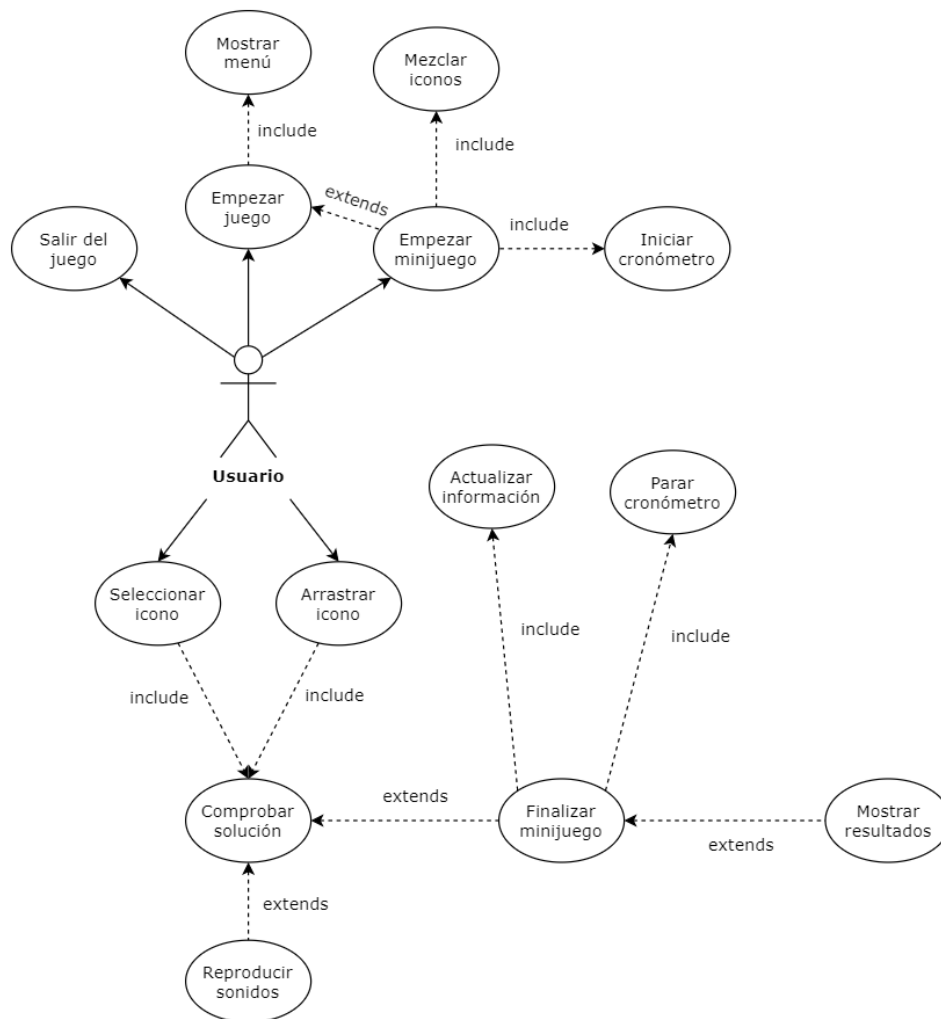 Mostrar
menú
Mezclar
iconos
include
include
Empezar
juego
extends
Empezar
minijuego
include
Iniciar
cronómetro
Salir del
juego
Usuario
Actualizar
información
Parar
cronómetro
Seleccionar
icono
Arrastrar
icono
include
include
include
include
Comprobar
solución
extends
Finalizar
minijuego
extends
Mostrar
resultados
extends
Reproducir
sonidos